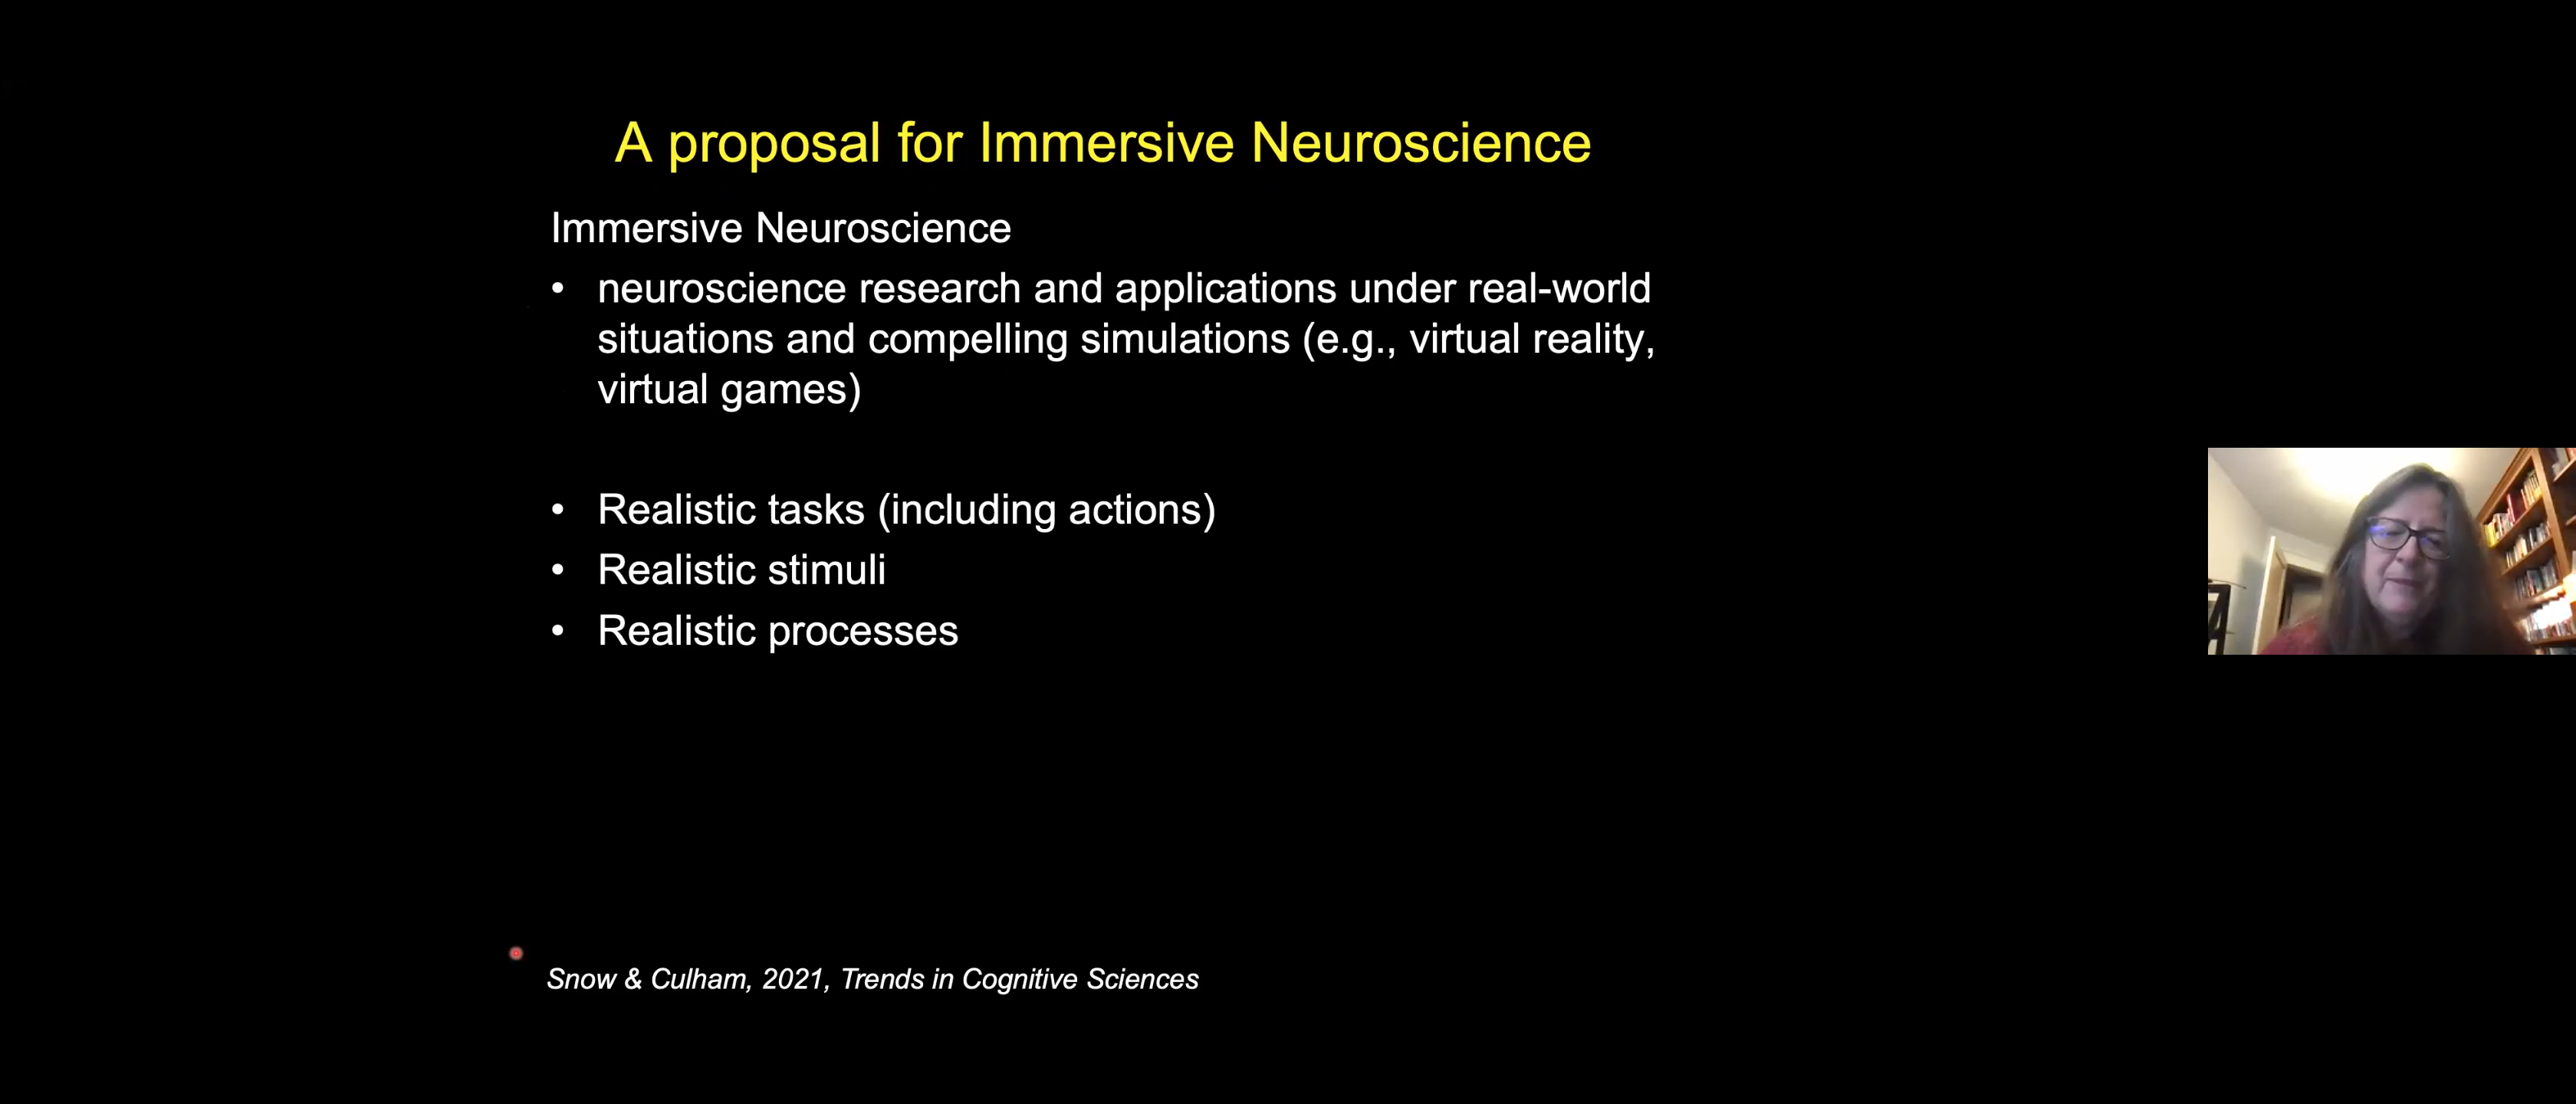 A proposal for Immersive Neuroscience
Immersive Neuroscience
• neuroscience research and applications under real-world
situations and compelling simulations (e.g., virtual reality,
virtual games)
• Realistic tasks (including actions)
• Realistic stimuli
• Realistic processes
Snow & Culham, 2021, Trends in Cognitive Sciences